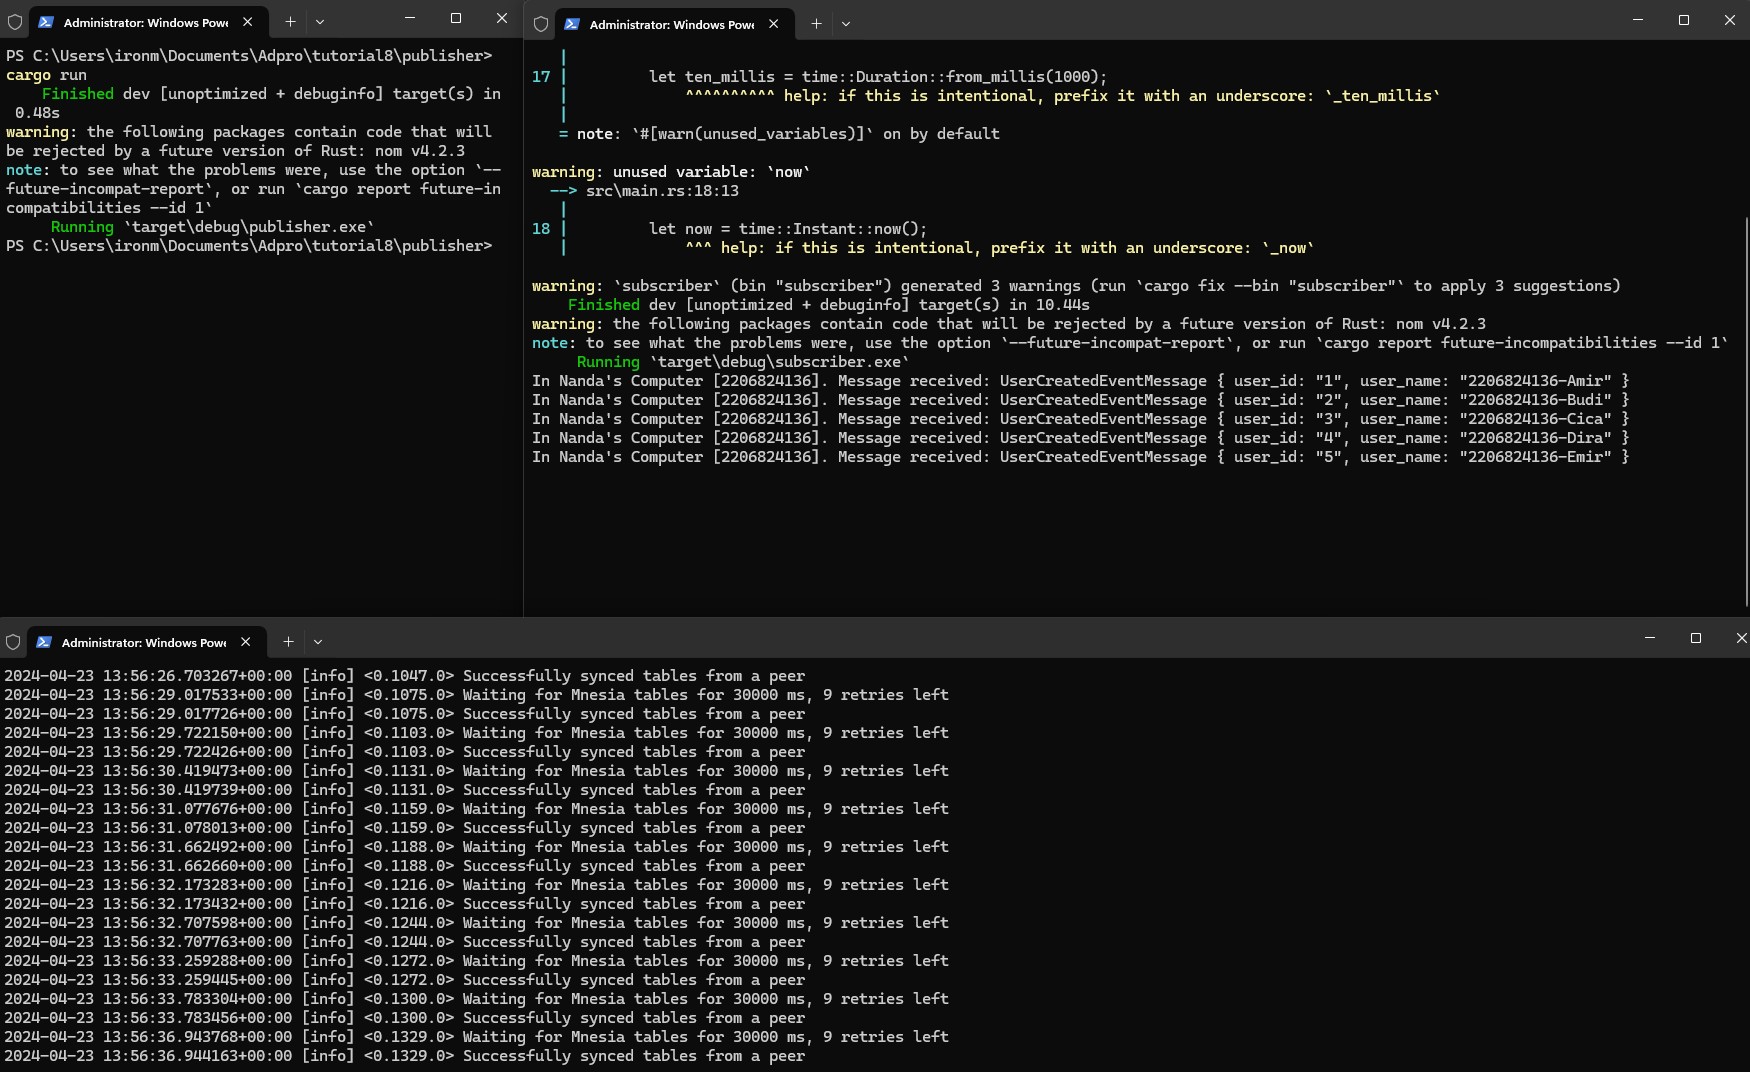 Administrator: Windows Powe
PS C:\Users\ironm\Documents\Adpro\tutorial8\publisher>
cargo run
    Finished dev [unoptimized + debuginfo] target(s) in
 0.48s
warning: the following packages contain code that will
be rejected by a future version of Rust: nom v4.2.3
note: to see what the problems were, use the option `--
future-incompat-report`, or run `cargo report future-in
compatibilities --id 1`
     Running `target\debug\publisher.exe`
PS C:\Users\ironm\Documents\Adpro\tutorial8\publisher>
Administrator: Windows Powe
   |
17 |         let ten_millis = time::Duration::from_millis(1000);
   |             ^^^^^^^^^^ help: if this is intentional, prefix it with an underscore: `_ten_millis`
   |
   = note: `#[warn(unused_variables)]` on by default
warning: unused variable: `now`
  --> src\main.rs:18:13
   |
18 |         let now = time::Instant::now();
   |             ^^^ help: if this is intentional, prefix it with an underscore: `_now`
warning: `subscriber` (bin "subscriber") generated 3 warnings (run `cargo fix --bin "subscriber"` to apply 3 suggestions)
    Finished dev [unoptimized + debuginfo] target(s) in 10.44s
warning: the following packages contain code that will be rejected by a future version of Rust: nom v4.2.3
note: to see what the problems were, use the option `--future-incompat-report`, or run `cargo report future-incompatibilities --id 1`
     Running `target\debug\subscriber.exe`
In Nanda's Computer [2206824136]. Message received: UserCreatedEventMessage { user_id: "1", user_name: "2206824136-Amir" }
In Nanda's Computer [2206824136]. Message received: UserCreatedEventMessage { user_id: "2", user_name: "2206824136-Budi" }
In Nanda's Computer [2206824136]. Message received: UserCreatedEventMessage { user_id: "3", user_name: "2206824136-Cica" }
In Nanda's Computer [2206824136]. Message received: UserCreatedEventMessage { user_id: "4", user_name: "2206824136-Dira" }
In Nanda's Computer [2206824136]. Message received: UserCreatedEventMessage { user_id: "5", user_name: "2206824136-Emir" }
Administrator: Windows Powe
2024-04-23 13:56:26.703267+00:00 [info] <0.1047.0> Successfully synced tables from a peer
2024-04-23 13:56:29.017533+00:00 [info] <0.1075.0> Waiting for Mnesia tables for 30000 ms, 9 retries left
2024-04-23 13:56:29.017726+00:00 [info] <0.1075.0> Successfully synced tables from a peer
2024-04-23 13:56:29.722150+00:00 [info] <0.1103.0> Waiting for Mnesia tables for 30000 ms, 9 retries left
2024-04-23 13:56:29.722426+00:00 [info] <0.1103.0> Successfully synced tables from a peer
2024-04-23 13:56:30.419473+00:00 [info] <0.1131.0> Waiting for Mnesia tables for 30000 ms, 9 retries left
2024-04-23 13:56:30.419739+00:00 [info] <0.1131.0> Successfully synced tables from a peer
2024-04-23 13:56:31.077676+00:00 [info] <0.1159.0> Waiting for Mnesia tables for 30000 ms, 9 retries left
2024-04-23 13:56:31.078013+00:00 [info] <0.1159.0> Successfully synced tables from a peer
2024-04-23 13:56:31.662492+00:00 [info] <0.1188.0> Waiting for Mnesia tables for 30000 ms, 9 retries left
2024-04-23 13:56:31.662660+00:00 [info] <0.1188.0> Successfully synced tables from a peer
2024-04-23 13:56:32.173283+00:00 [info] <0.1216.0> Waiting for Mnesia tables for 30000 ms, 9 retries left
2024-04-23 13:56:32.173432+00:00 [info] <0.1216.0> Successfully synced tables from a peer
2024-04-23 13:56:32.707598+00:00 [info] <0.1244.0> Waiting for Mnesia tables for 30000 ms, 9 retries left
2024-04-23 13:56:32.707763+00:00 [info] <0.1244.0> Successfully synced tables from a peer
2024-04-23 13:56:33.259288+00:00 [info] <0.1272.0> Waiting for Mnesia tables for 30000 ms, 9 retries left
2024-04-23 13:56:33.259445+00:00 [info] <0.1272.0> Successfully synced tables from a peer
2024-04-23 13:56:33.783304+00:00 [info] <0.1300.0> Waiting for Mnesia tables for 30000 ms, 9 retries left
2024-04-23 13:56:33.783456+00:00 [info] <0.1300.0> Successfully synced tables from a peer
2024-04-23 13:56:36.943768+00:00 [info] <0.1329.0> Waiting for Mnesia tables for 30000 ms, 9 retries left
2024-04-23 13:56:36.944163+00:00 [info] <0.1329.0> Successfully synced tables from a peer